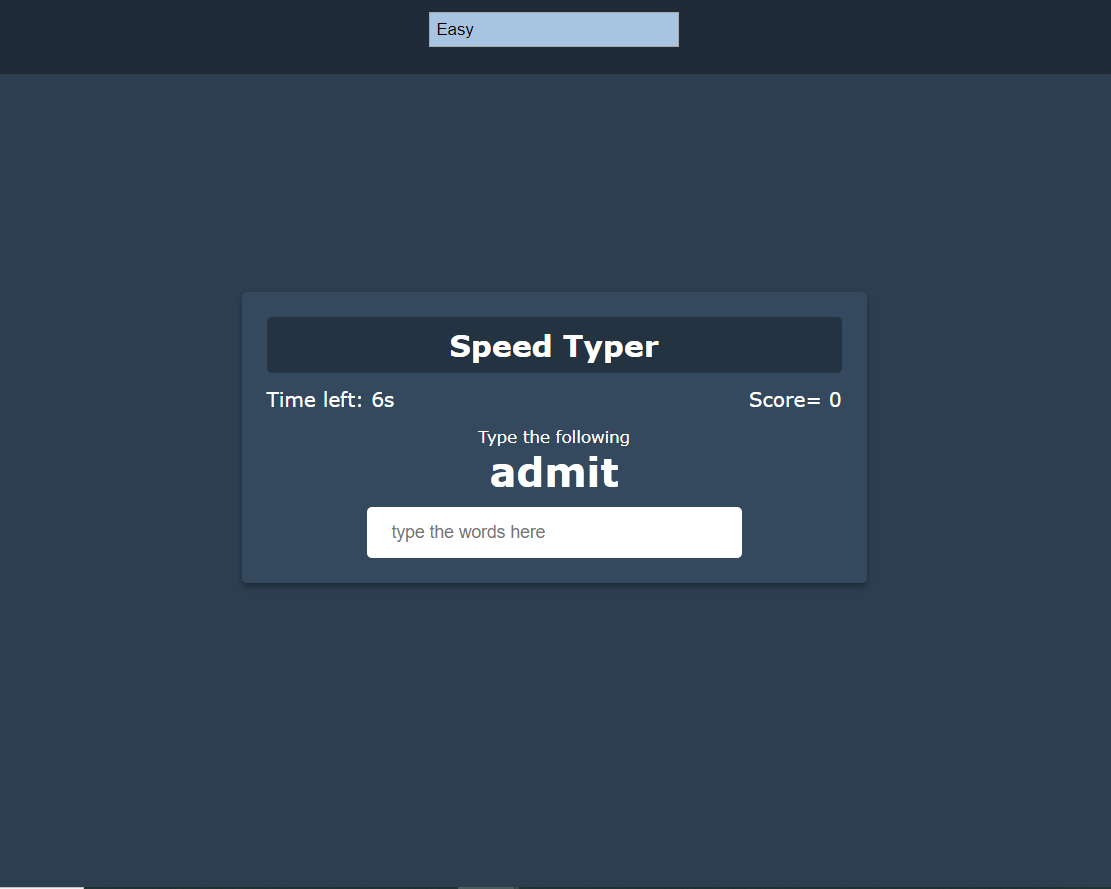 Easy
Speed Typer
Time left: 6s
Score= 0
Type the following
admit
type the words here